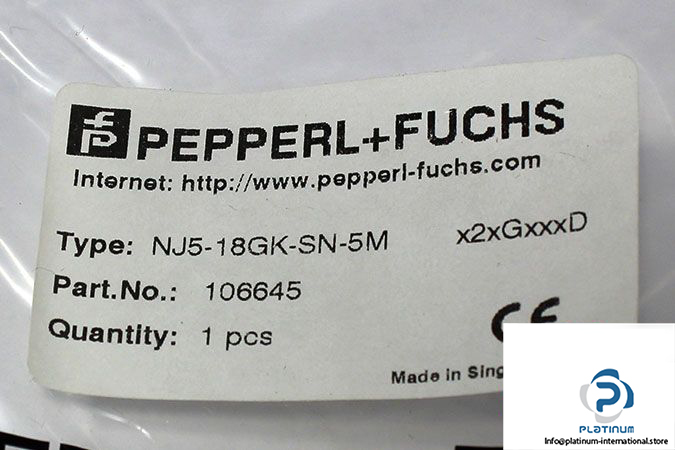 PEPPERL+FUCHS
Internet: http://www.pepperl-fuchs.com
Type: NJ5-18GK-SN-5M x2xGxxxD
Part.No.: 106645
Quantity: 1 pcs
CE
Made in
PLATINUM
Info@platinum-international.store